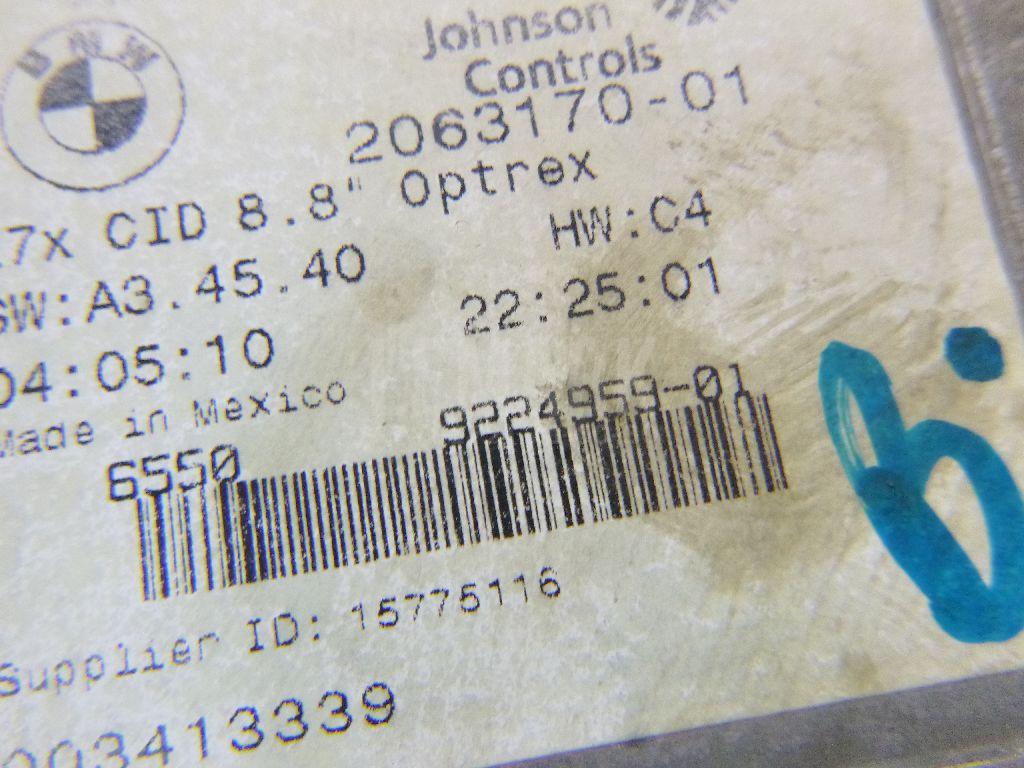 BMW
Johnson
Controls
2063170-01
.7x CID 8.8" Optrex
SW:A3.45.40
HW:C4
04:05:10
22:25:01
Made in Mexico
6550
9224959-01
Supplier ID: 15775116
003413339